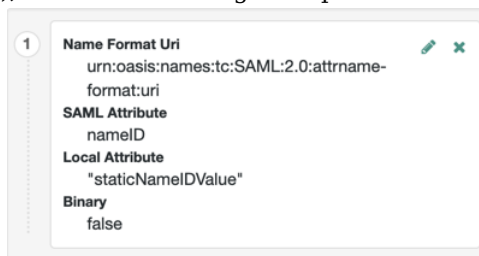 1
Name Format Uri
urn:oasis:names:tc:SAML:2.0:attrname-
format:uri
SAML Attribute
nameID
Local Attribute
"staticNameIDValue"
Binary
false